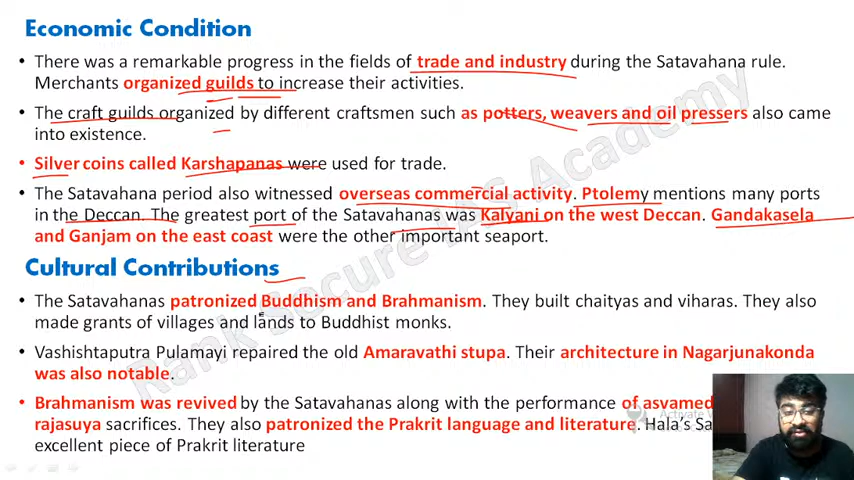 Economic Condition
• There was a remarkable progress in the fields of trade and industry during the Satavahana rule.
Merchants organized guilds to increase their activities.
• The craft guilds organized by different craftsmen such as potters, weavers and oil pressers also came
into existence.
• Silver coins called Karshapanas were used for trade.
• The Satavahana period also witnessed overseas commercial activity. Ptolemy mentions many ports
in the Deccan. The greatest port of the Satavahanas was Kalyani on the west Deccan. Gandakasela
and Ganjam on the east coast were the other important seaport.
Cultural Contributions
• The Satavahanas patronized Buddhism and Brahmanism. They built chaityas and viharas. They also
made grants of villages and lands to Buddhist monks.
• Vashishtaputra Pulamayi repaired the old Amaravathi stupa. Their architecture in Nagarjunakonda
was also notable.
• Brahmanism was revived by the Satavahanas along with the performance of asvamed
rajasuya sacrifices. They also patronized the Prakrit language and literature. Hala's Sa
excellent piece of Prakrit literature
Rank Secure IAS Academy
Activate